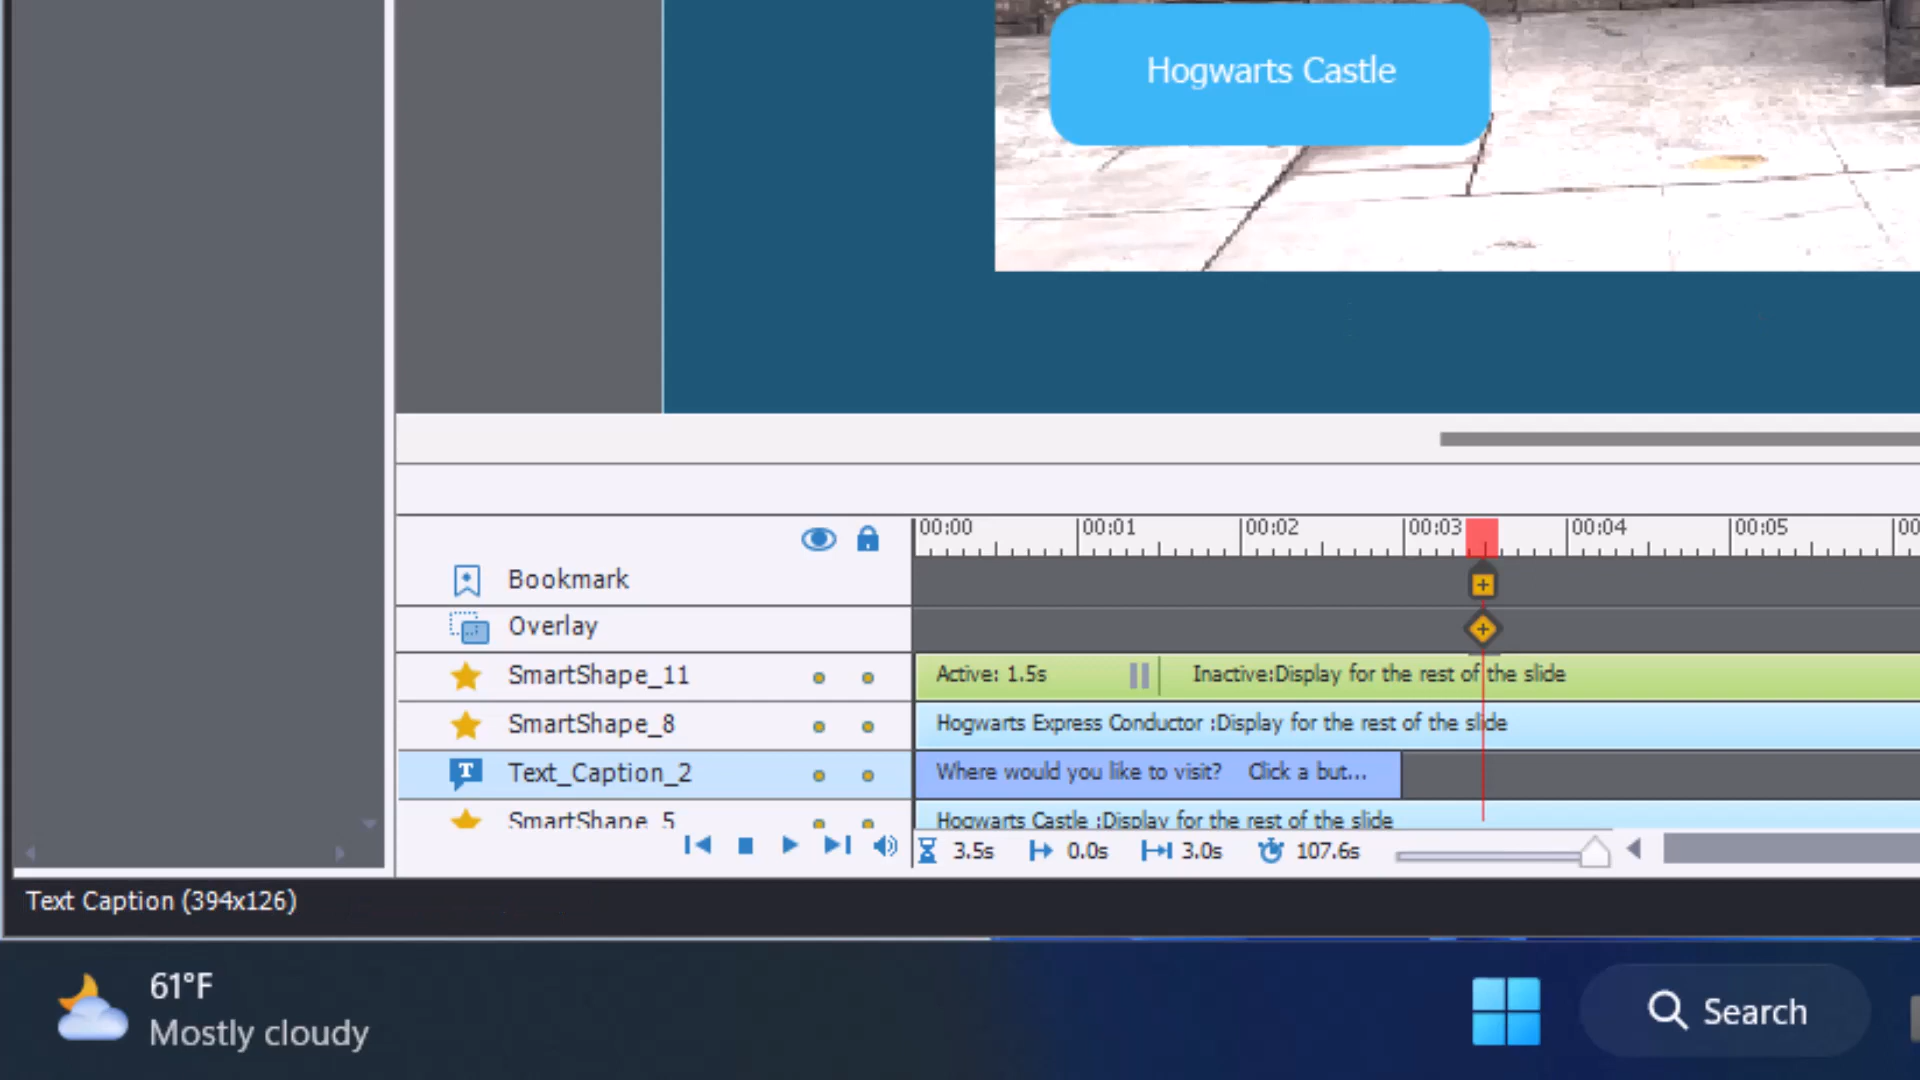 Hogwarts Castle
00:00 00:01 00:02 00:03 00:04 00:05 00
Bookmark
Overlay
SmartShape_11 Active: 1.5s Inactive:Display for the rest of the slide
SmartShape_8 Hogwarts Express Conductor :Display for the rest of the slide
Text_Caption_2 Where would you like to visit? Click a but...
SmartShape_5 Hogwarts Castle :Display for the rest of the slide
3.5s 0.0s 3.0s 107.6s
Text Caption (394x126)
61°F
Mostly cloudy
Search